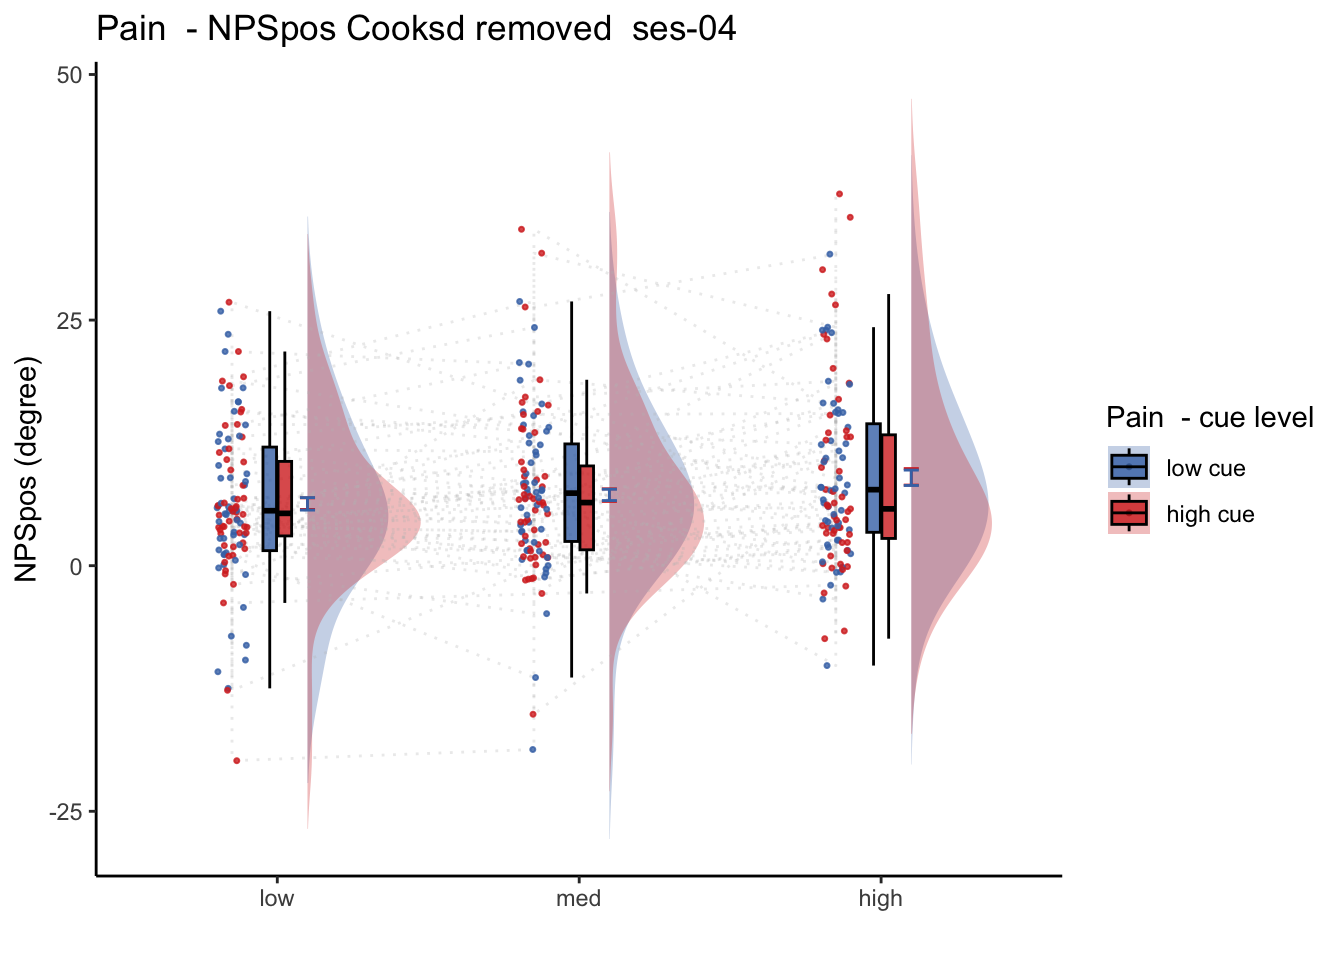 Pain  - NPSpos Cooksd removed  ses-04
50
25
0
-25
NPSpos (degree)
low
med
high
Pain  - cue level
low cue
high cue